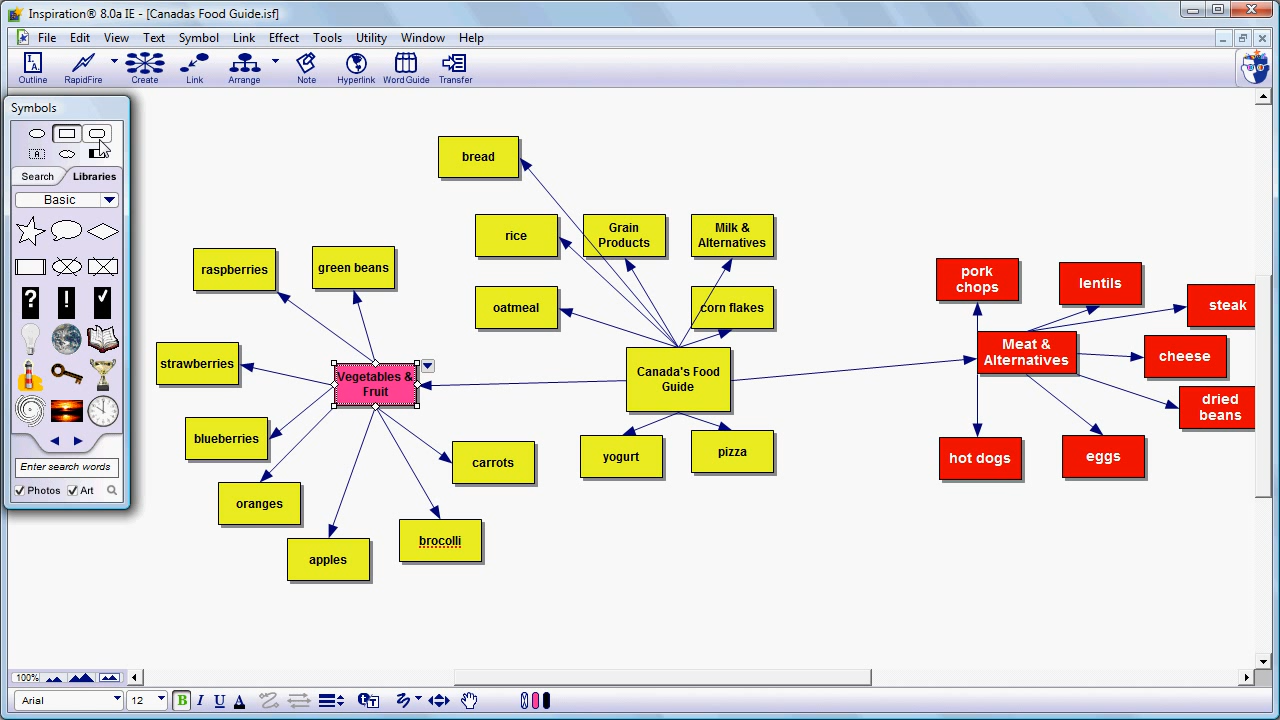 Inspiration® 8.0a IE - [Canadas Food Guide.isf]
File Edit View Text Symbol Link Effect Tools Utility Window Help
Outline RapidFire Create Link Arrange Note Hyperlink Word Guide Transfer
Symbols
A
Search Libraries
Basic
?
!
Enter search words
Photos Art
bread
rice
Grain
Products
Milk &
Alternatives
raspberries
green beans
oatmeal
corn flakes
pork
chops
lentils
steak
strawberries
Vegetables &
Fruit
Canada's Food
Guide
Meat &
Alternatives
cheese
dried
beans
blueberries
carrots
yogurt
pizza
hot dogs
eggs
oranges
apples
brocolli
100%
Arial 12 B I U A